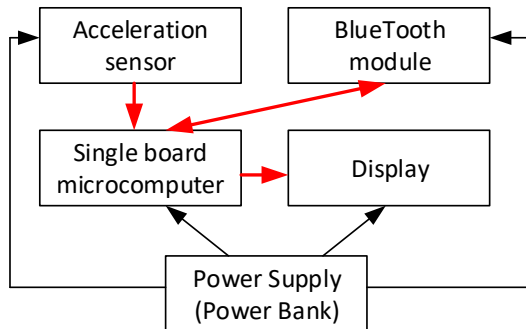 Acceleration
sensor
BlueTooth
module
Single board
microcomputer
Display
Power Supply
(Power Bank)